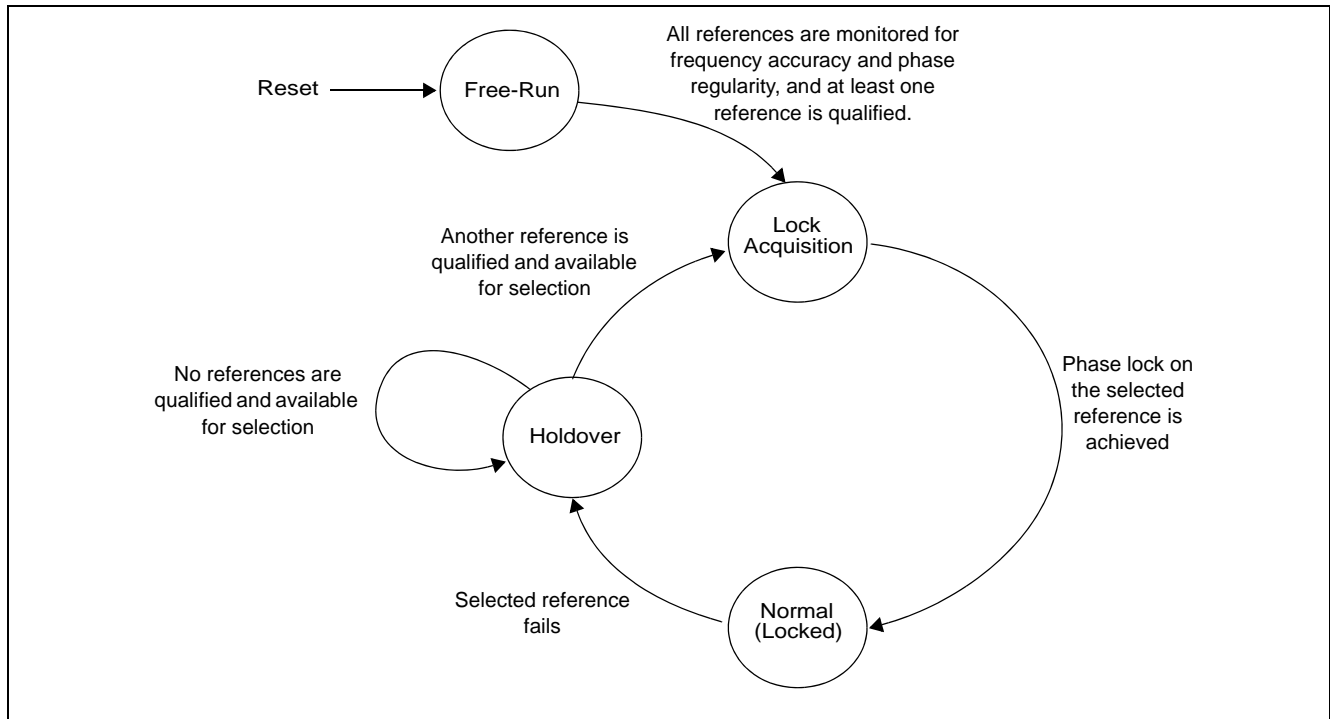 All references are monitored for
frequency accuracy and phase
regularity, and at least one
reference is qualified.
Reset
Free-Run
Lock
Acquisition
Another reference is
qualified and available
for selection
No references are
qualified and available
for selection
Holdover
Phase lock on
the selected
reference is
achieved
Selected reference
fails
Normal
(Locked)